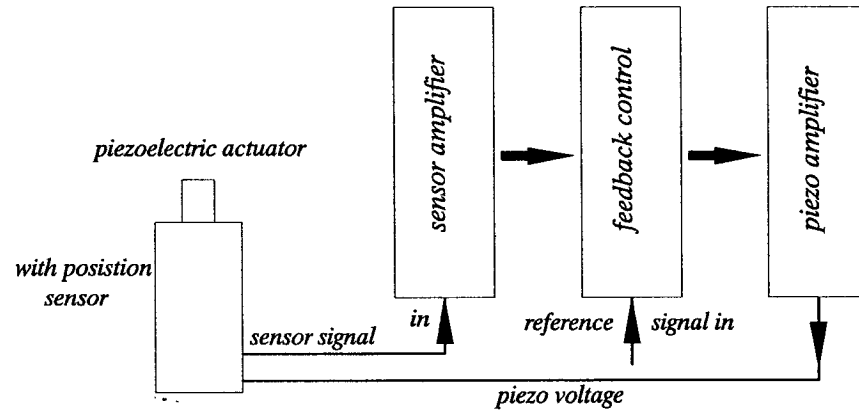 piezoelectric actuator
with posistion
sensor
sensor signal
in
sensor amplifier
reference
signal in
feedback control
piezo amplifier
piezo voltage